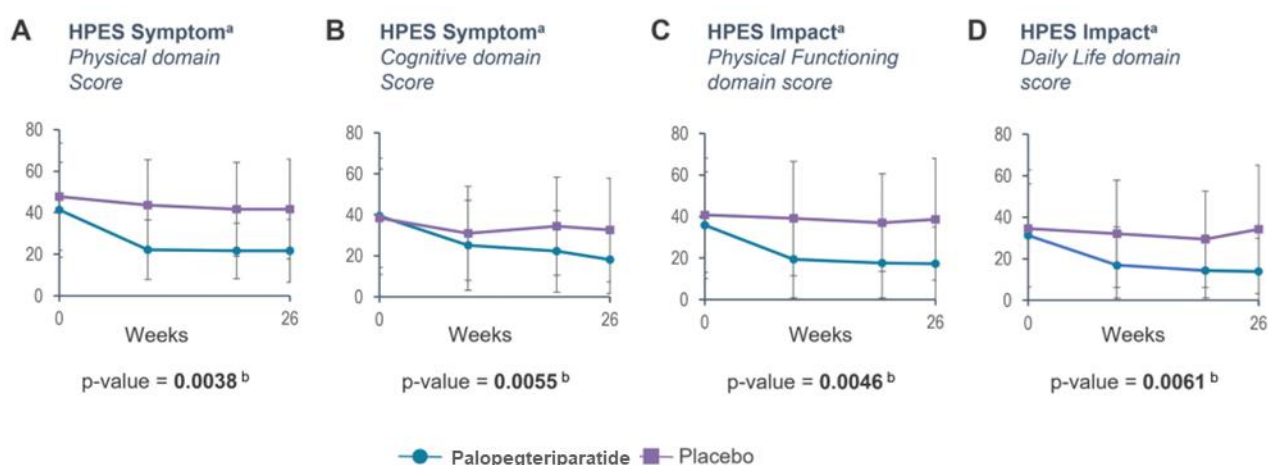 A HPES Symptomᵃ
Physical domain
Score
80
60
40
20
0
0
26
Weeks
p-value = 0.0038 ᵇ
B HPES Symptomᵃ
Cognitive domain
Score
80
60
40
20
0
0
26
Weeks
p-value = 0.0055 ᵇ
C HPES Impactᵃ
Physical Functioning
domain score
80
60
40
20
0
0
26
Weeks
p-value = 0.0046 ᵇ
D HPES Impactᵃ
Daily Life domain
score
80
60
40
20
0
0
26
Weeks
p-value = 0.0061 ᵇ
Palopegteriparatide Placebo